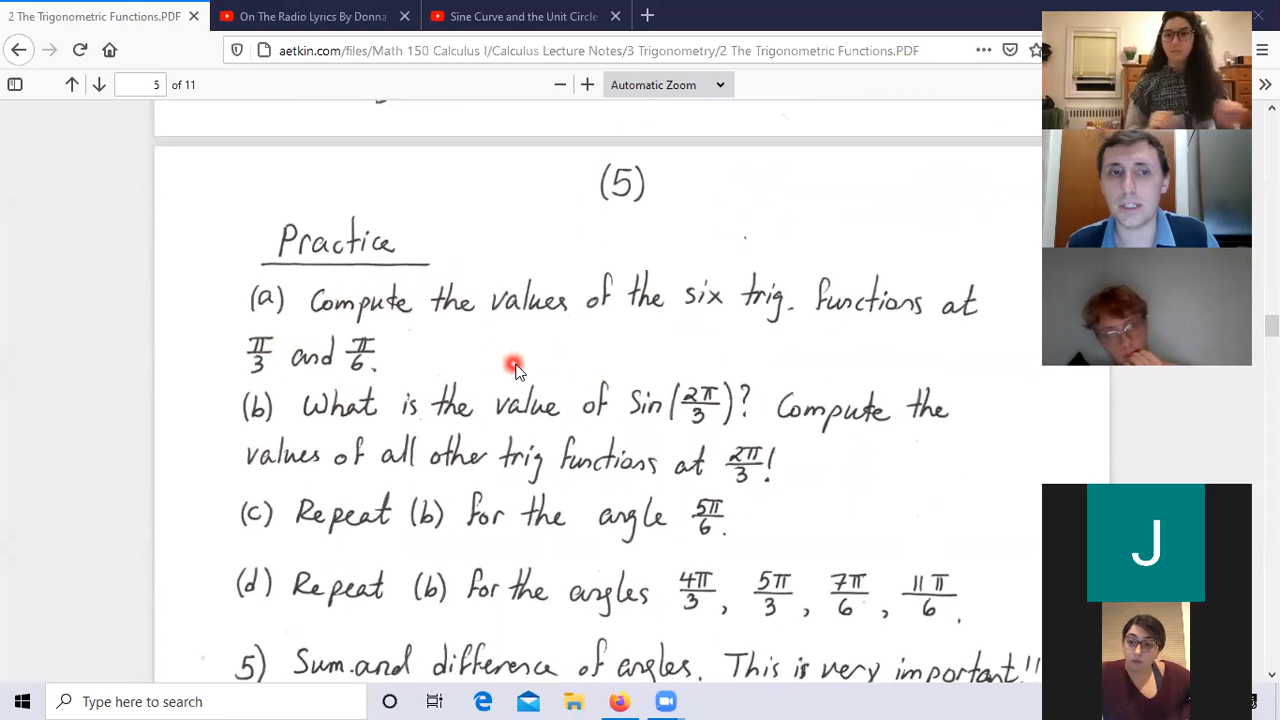 2 The Trigonometric Functions.PDF
On The Radio Lyrics By Donna
Sine Curve and the Unit Circle
aetkin.com/files/Math 150 Calculus I/Calculus Lecture Notes/3 Trigonometry/2 The Trigonometric Functions.PDF
5 of 11
Automatic Zoom
(5)
Practice
(a) Compute the values of the six trig. functions at
π/3 and π/6.
(b) What is the value of Sin(2π/3)? Compute the
values of all other trig functions at 2π/3!
(c) Repeat (b) for the angle 5π/6.
(d) Repeat (b) for the angles 4π/3, 5π/3, 7π/6, 11π/6.
5) Sum.and difference of angles. This is very important!!
J
Type here to search